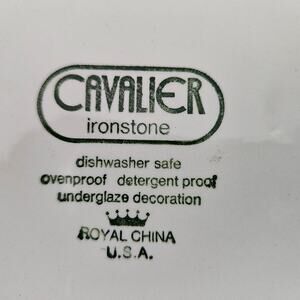 CAVALIER
ironstone
dishwasher safe
ovenproof detergent proof
underglaze decoration
ROYAL CHINA
U.S.A.